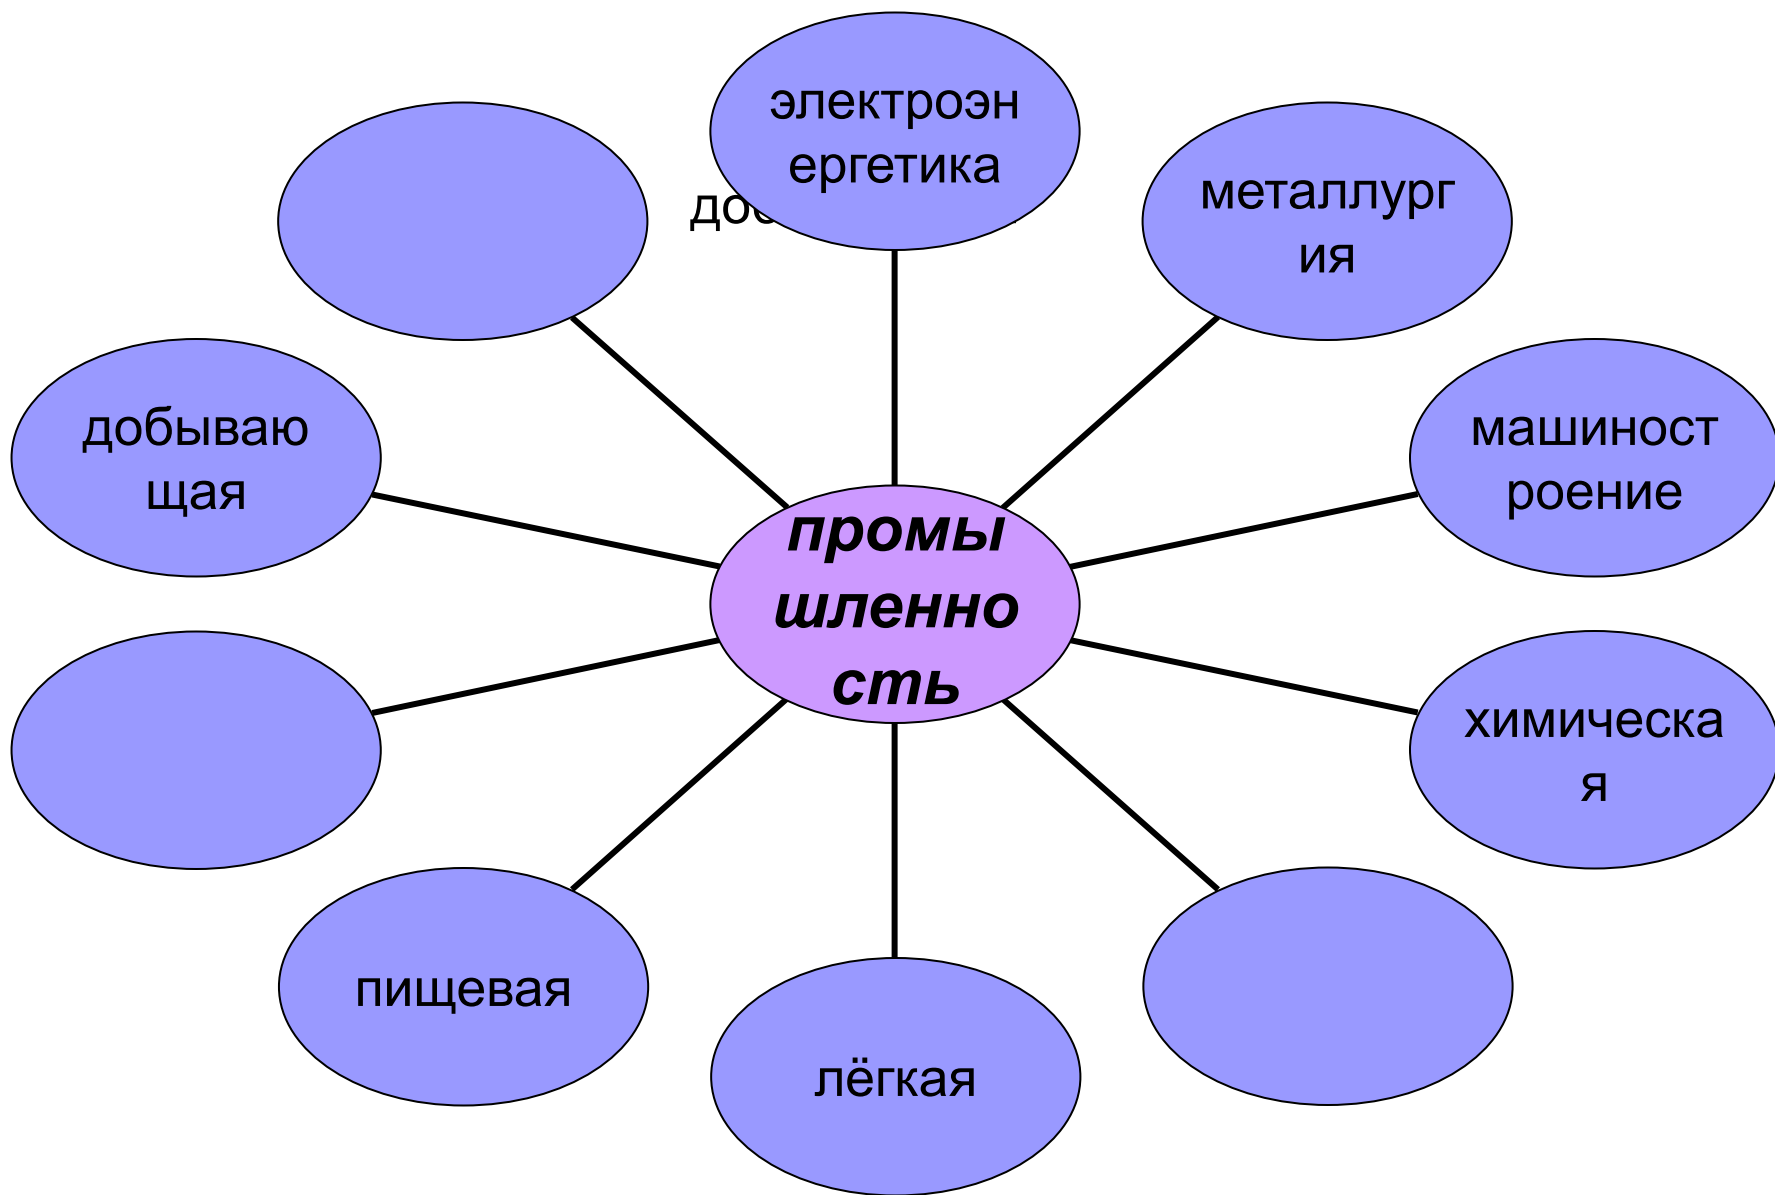 электроэн
ергетика
металлург
ия
добываю
щая
машиност
роение
промы
шленно
сть
химическа
я
пищевая
лёгкая